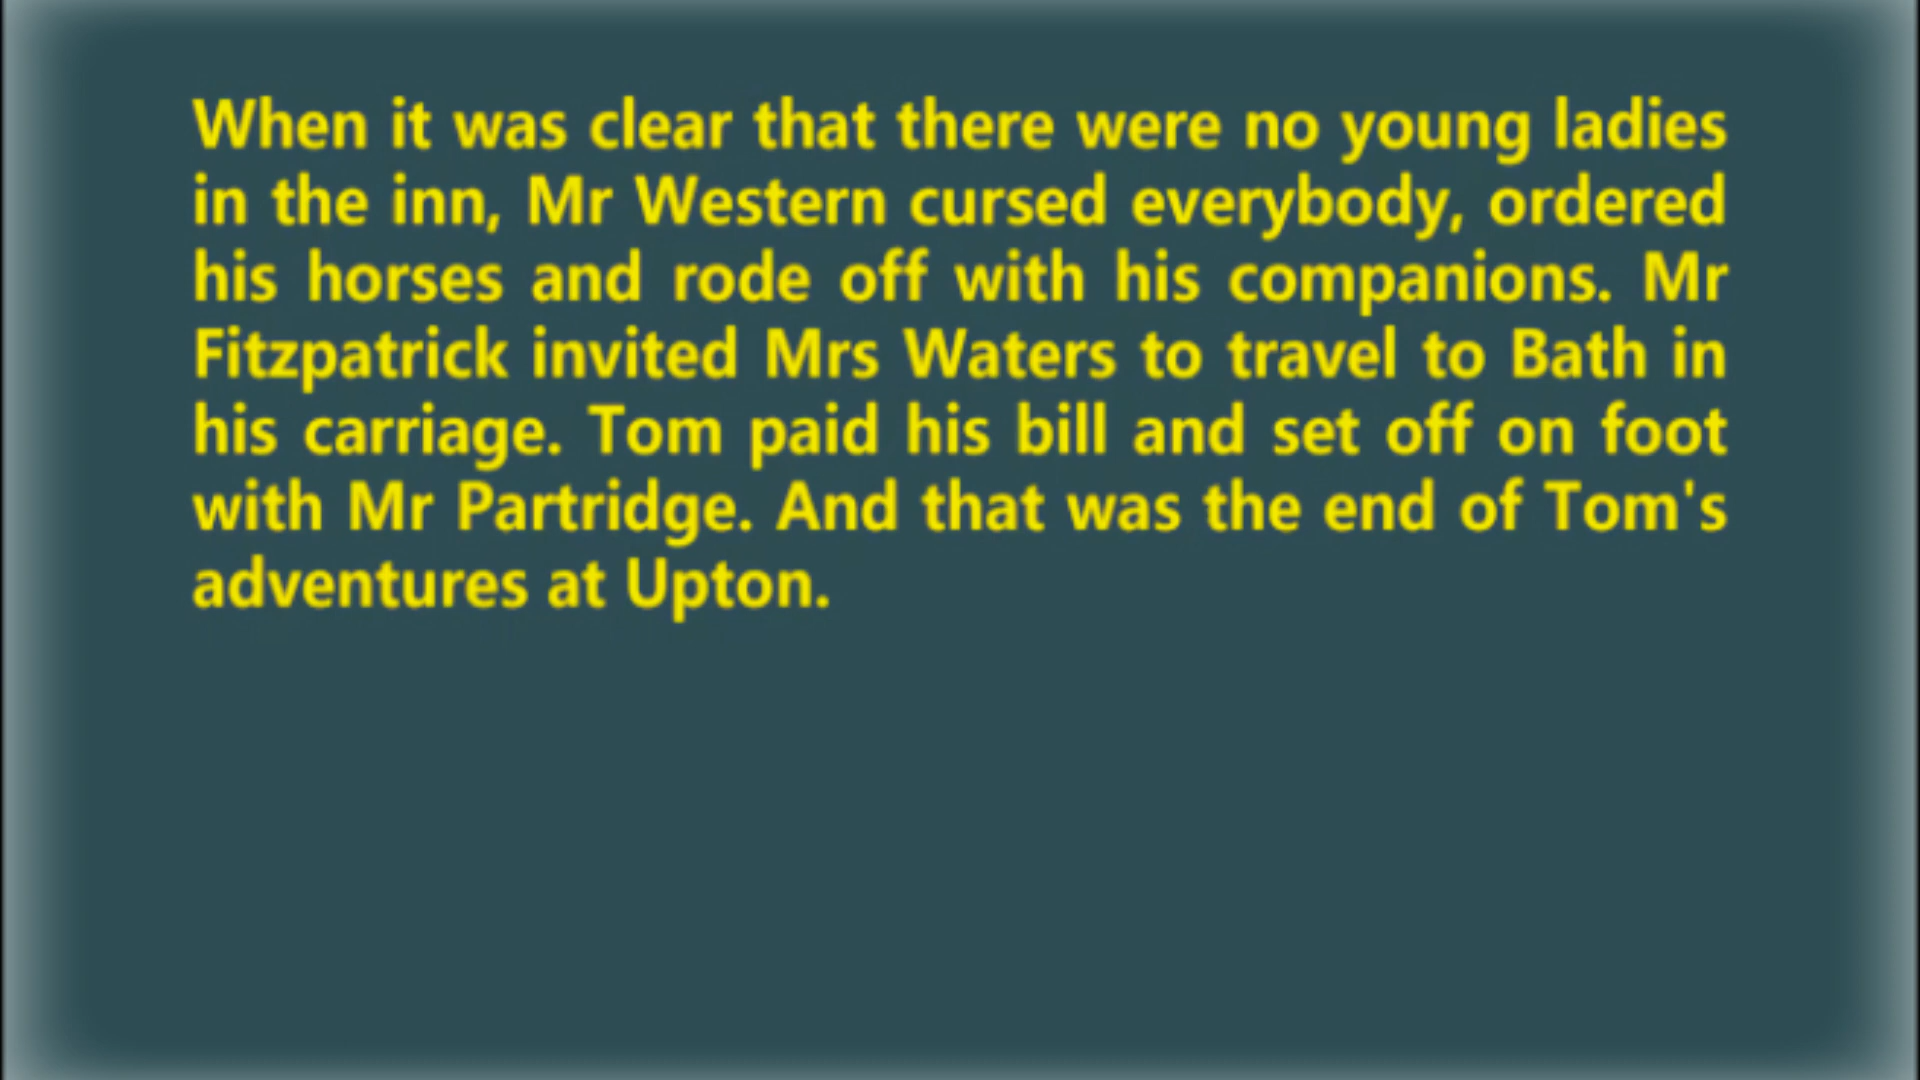 When it was clear that there were no young ladies
in the inn, Mr Western cursed everybody, ordered
his horses and rode off with his companions. Mr
Fitzpatrick invited Mrs Waters to travel to Bath in
his carriage. Tom paid his bill and set off on foot
with Mr Partridge. And that was the end of Tom's
adventures at Upton.